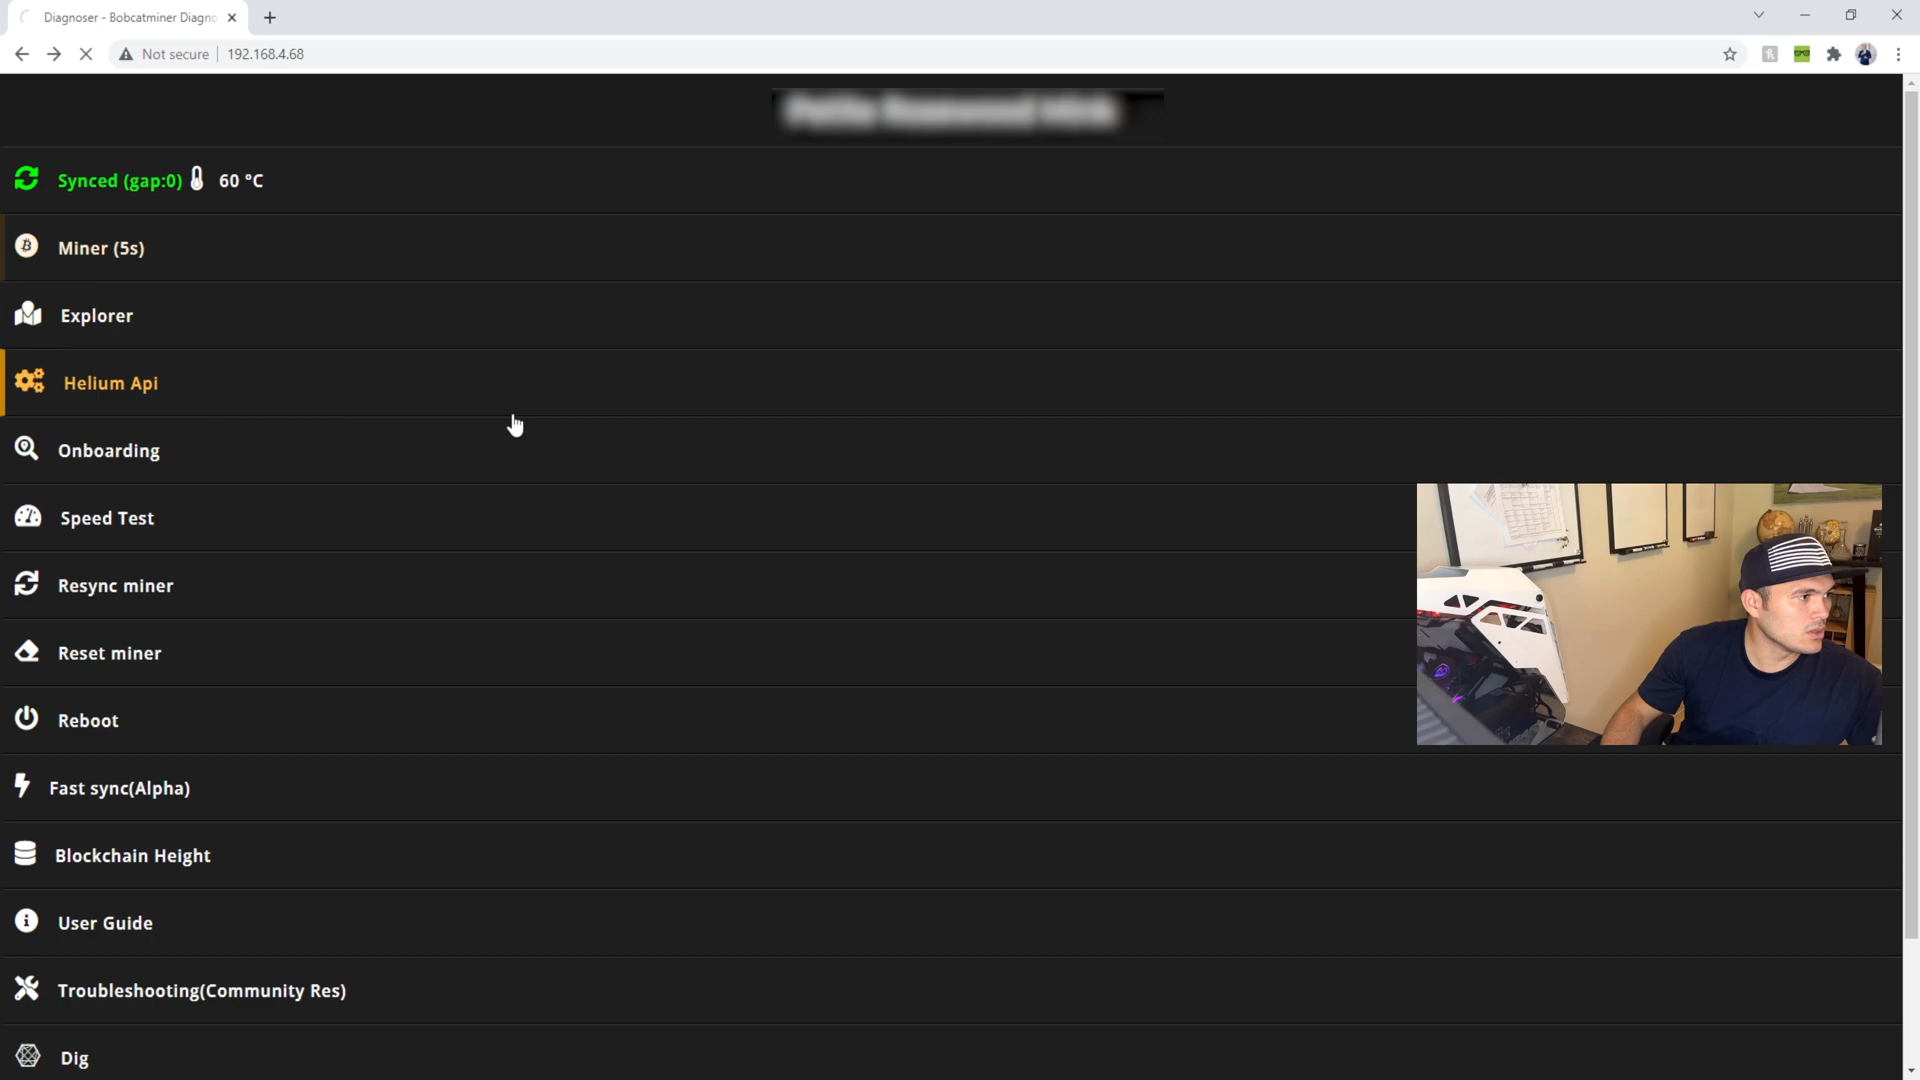 Diagnoser - Bobcatminer Diagno
Not secure
192.168.4.68
Synced (gap:0) 60 °C
Miner (5s)
Explorer
Helium Api
Onboarding
Speed Test
Resync miner
Reset miner
Reboot
Fast sync(Alpha)
Blockchain Height
User Guide
Troubleshooting(Community Res)
Dig